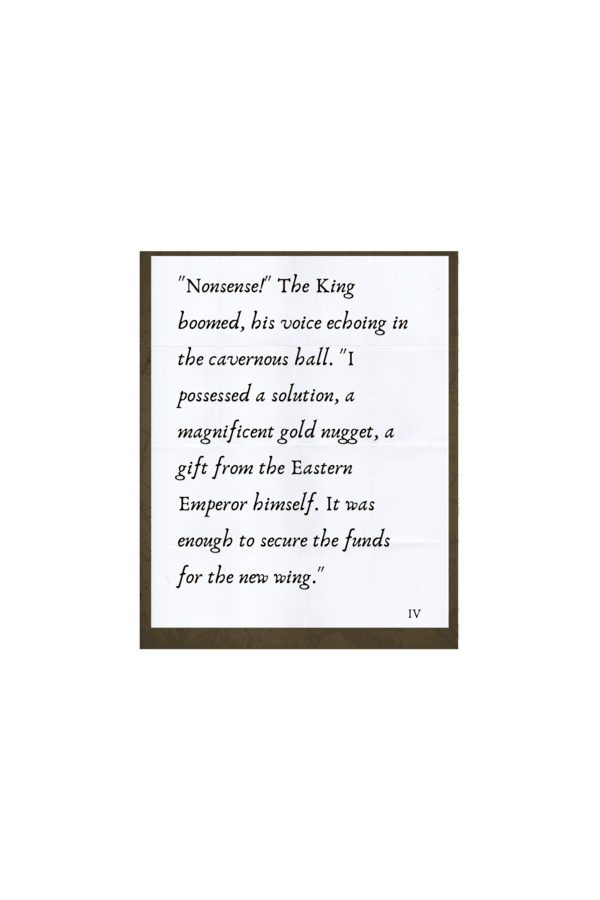 "Nonsense!" The King
boomed, his voice echoing in
the cavernous hall. "I
possessed a solution, a
magnificent gold nugget, a
gift from the Eastern
Emperor himself. It was
enough to secure the funds
for the new wing."
IV